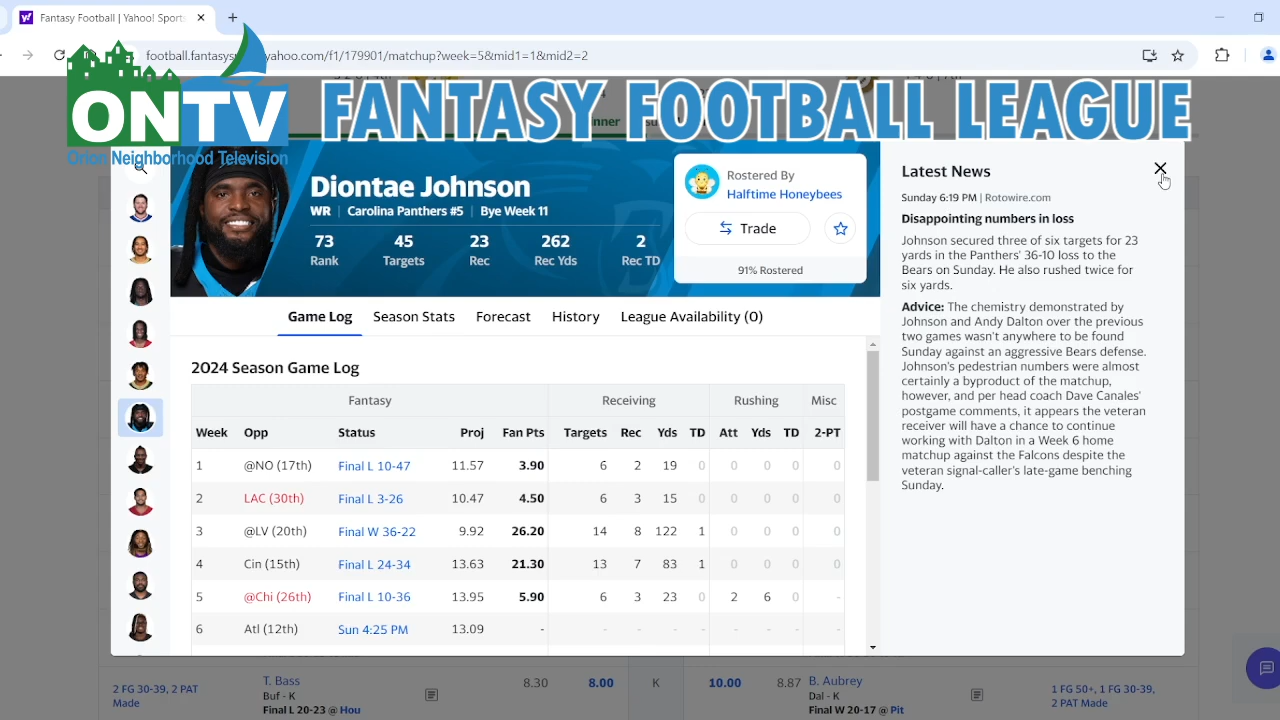 Fantasy Football | Yahoo! Sport
football.fantasys
yahoo.com/f1/179901/matchup?week=5&mid1=1&mid2=2
ONTV
Orion Neighborhood Television
FANTASY FOOTBALL LEAGUE
Diontae Johnson
WR | Carolina Panthers #5 | Bye Week 11
73 45 23 262 2
Rank Targets Rec Rec Yds Rec TD
Rostered By
Halftime Honeybees
Trade
91% Rostered
Game Log Season Stats Forecast History League Availability (0)
2024 Season Game Log
Fantasy Receiving Rushing Misc
Week Opp Status Proj Fan Pts Targets Rec Yds TD Att Yds TD 2-PT
1 @NO (17th) Final L 10-47 11.57 3.90 6 2 19 0 0 0 0 0
2 LAC (30th) Final L 3-26 10.47 4.50 6 3 15 0 0 0 0 0
3 @LV (20th) Final W 36-22 9.92 26.20 14 8 122 1 0 0 0 0
4 Cin (15th) Final L 24-34 13.63 21.30 13 7 83 1 0 0 0 0
5 @Chi (26th) Final L 10-36 13.95 5.90 6 3 23 0 2 6 0 -
6 Atl (12th) Sun 4:25 PM 13.09 - - - - - - - - -
Latest News
Sunday 6:19 PM | Rotowire.com
Disappointing numbers in loss
Johnson secured three of six targets for 23
yards in the Panthers' 36-10 loss to the
Bears on Sunday. He also rushed twice for
six yards.
Advice: The chemistry demonstrated by
Johnson and Andy Dalton over the previous
two games wasn't anywhere to be found
Sunday against an aggressive Bears defense.
Johnson's pedestrian numbers were almost
certainly a byproduct of the matchup,
however, and per head coach Dave Canales'
postgame comments, it appears the veteran
receiver will have a chance to continue
working with Dalton in a Week 6 home
matchup against the Falcons despite the
veteran signal-caller's late-game benching
Sunday.
2 FG 30-39, 2 PAT
Made
T. Bass
Buf - K
Final L 20-23 @ Hou
8.30 8.00 K 10.00 8.87
B. Aubrey
Dal - K
Final W 20-17 @ Pit
1 FG 50+, 1 FG 30-39,
2 PAT Made